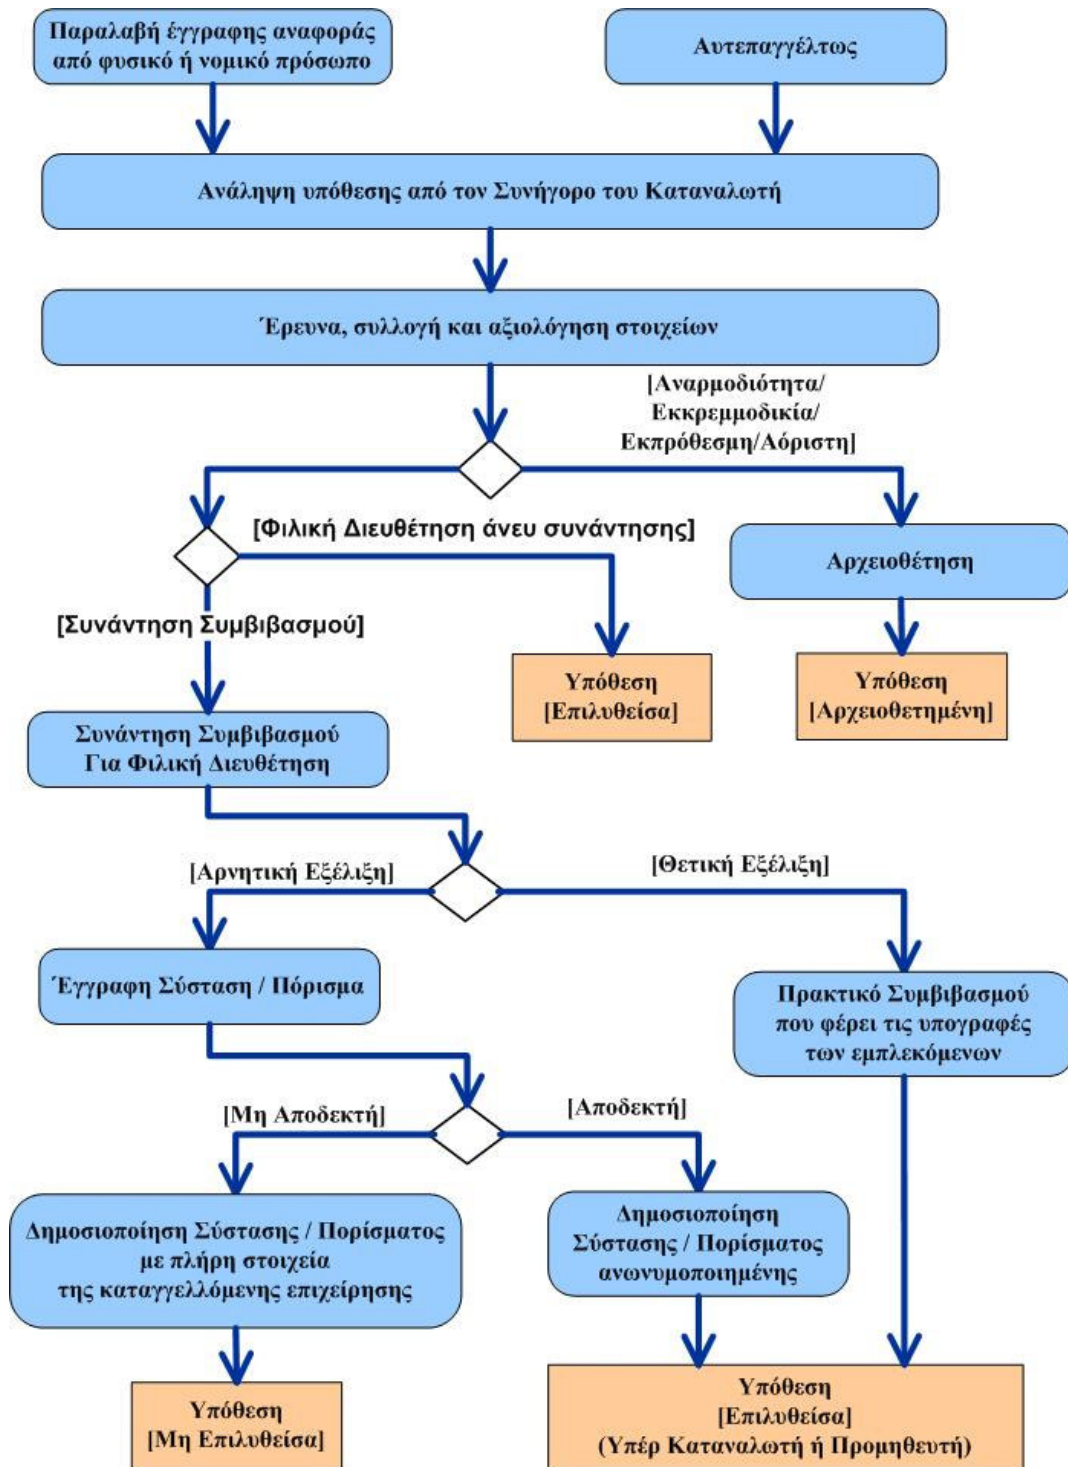 Παραλαβή έγγραφης αναφοράς
από φυσικό ή νομικό πρόσωπο
Αυτεπαγγέλτως
Ανάληψη υπόθεσης από τον Συνήγορο του Καταναλωτή
Έρευνα, συλλογή και αξιολόγηση στοιχείων
[Αναρμοδιότητα/
Εκκρεμμοδικία/
Εκπρόθεσμη/Αόριστη]
[Φιλική Διευθέτηση άνευ συνάντησης]
Αρχειοθέτηση
[Συνάντηση Συμβιβασμού]
Υπόθεση
[Επιλυθείσα]
Υπόθεση
[Αρχειοθετημένη]
Συνάντηση Συμβιβασμού
Για Φιλική Διευθέτηση
[Αρνητική Εξέλιξη]
[Θετική Εξέλιξη]
Έγγραφη Σύσταση / Πόρισμα
Πρακτικό Συμβιβασμού
που φέρει τις υπογραφές
των εμπλεκόμενων
[Μη Αποδεκτή]
[Αποδεκτή]
Δημοσιοποίηση Σύστασης / Πορίσματος
με πλήρη στοιχεία
της καταγγελλόμενης επιχείρησης
Δημοσιοποίηση
Σύστασης / Πορίσματος
ανωνυμοποιημένης
Υπόθεση
[Μη Επιλυθείσα]
Υπόθεση
[Επιλυθείσα]
(Υπέρ Καταναλωτή ή Προμηθευτή)